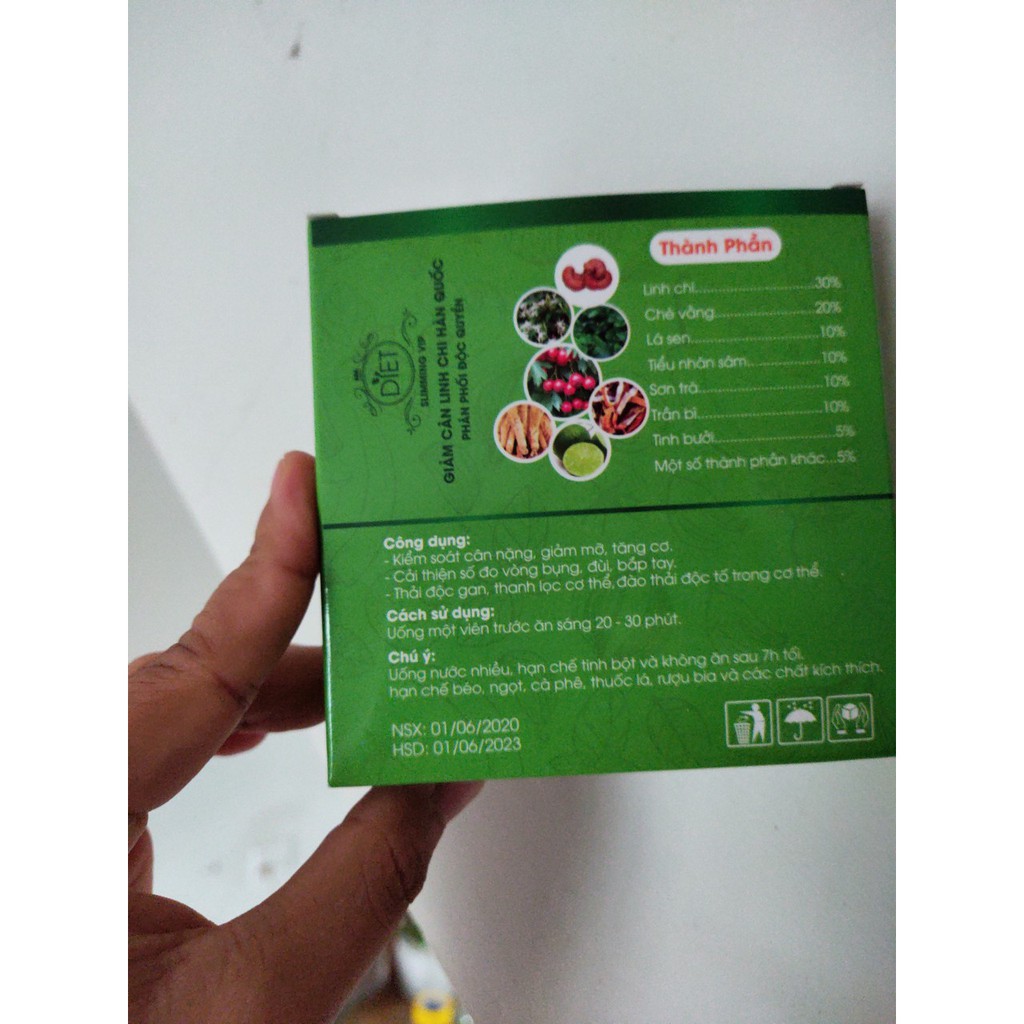 DIET
SLIMMING VIP
GIẢM CÂN LINH CHI HÀN QUỐC
PHÂN PHỐI ĐỘC QUYỀN
Thành Phần
Linh chi..............................30%
Chè vằng.........................20%
Lá sen................................10%
Tiểu nhân sâm..................10%
Sơn trà..............................10%
Trần bì...............................10%
Tinh bưởi............................5%
Một số thành phần khác...5%
Công dụng:
- Kiểm soát cân nặng, giảm mỡ, tăng cơ.
- Cải thiện số đo vòng bụng, đùi, bắp tay.
- Thải độc gan, thanh lọc cơ thể, đào thải độc tố trong cơ thể.
Cách sử dụng:
Uống một viên trước ăn sáng 20 - 30 phút.
Chú ý:
Uống nước nhiều, hạn chế tinh bột và không ăn sau 7h tối.
hạn chế béo, ngọt, cà phê, thuốc lá, rượu bia và các chất kích thích.
NSX: 01/06/2020
HSD: 01/06/2023